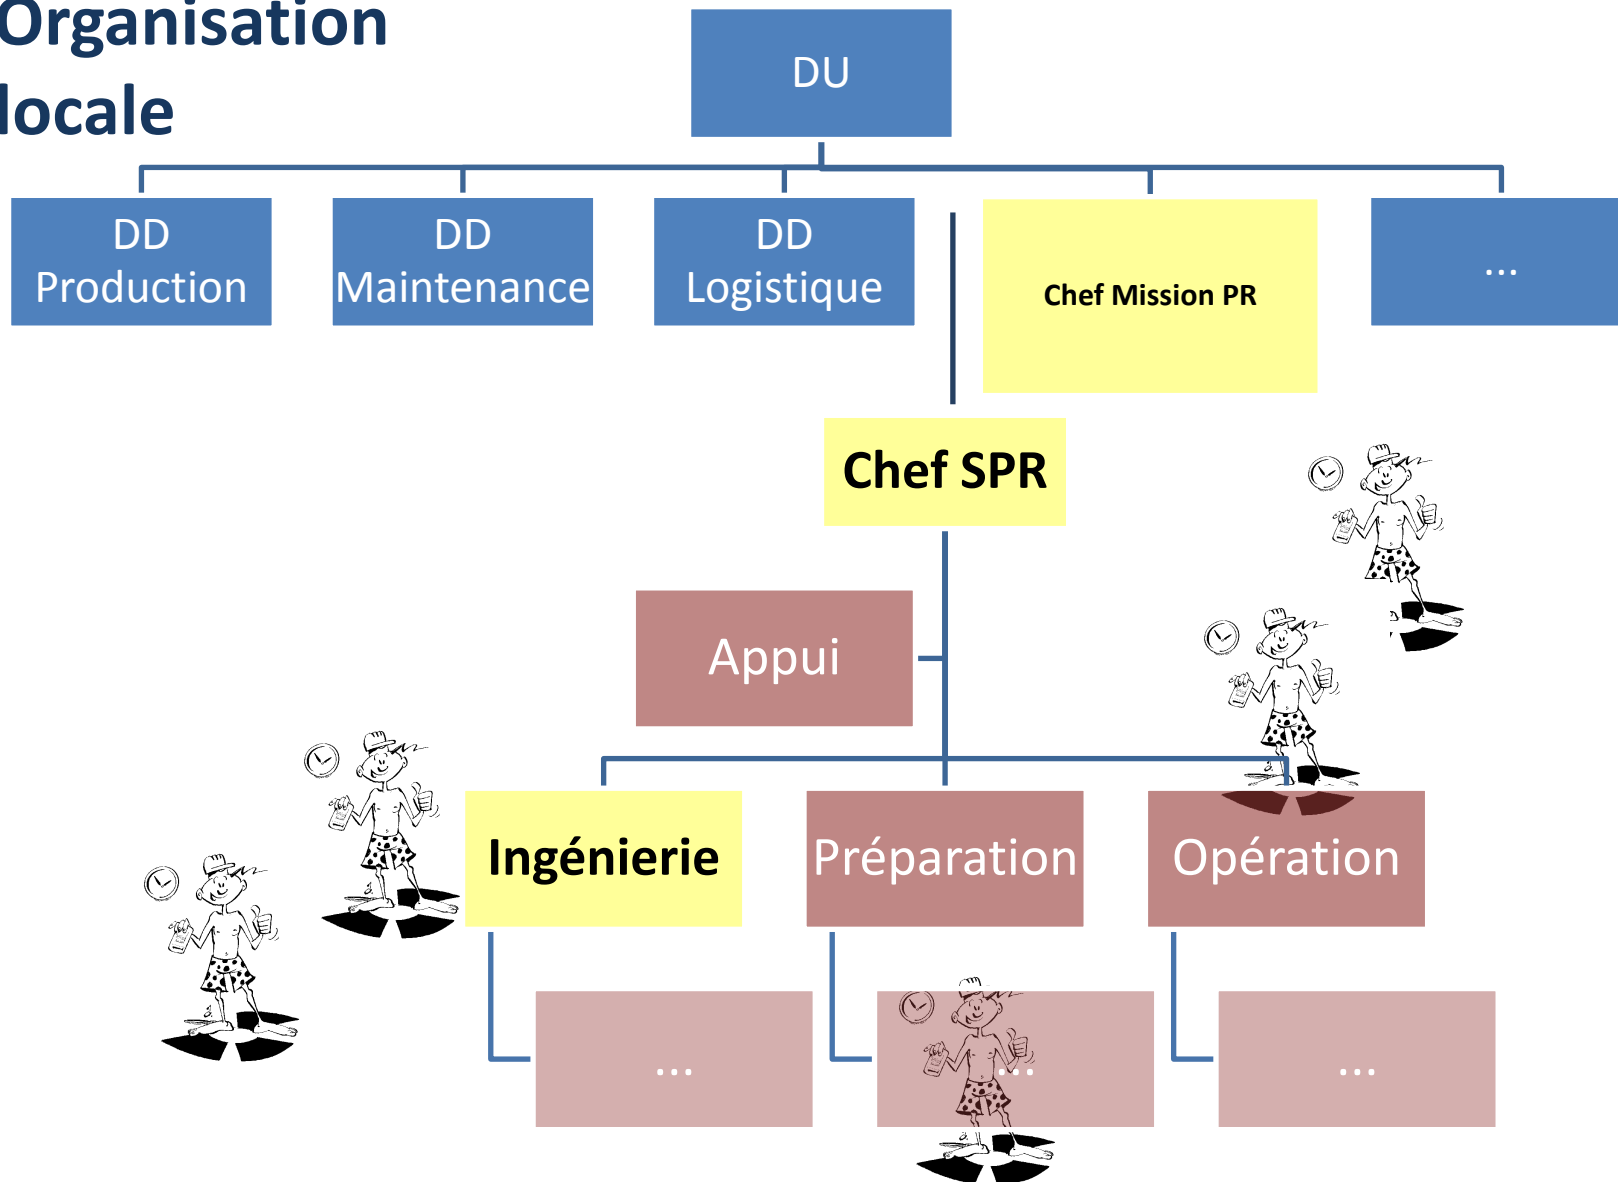 Organisation
locale
DU
DD
Production
DD
Maintenance
DD
Logistique
Chef Mission PR
...
Chef SPR
Appui
Ingénierie
Préparation
Opération
...
...
...